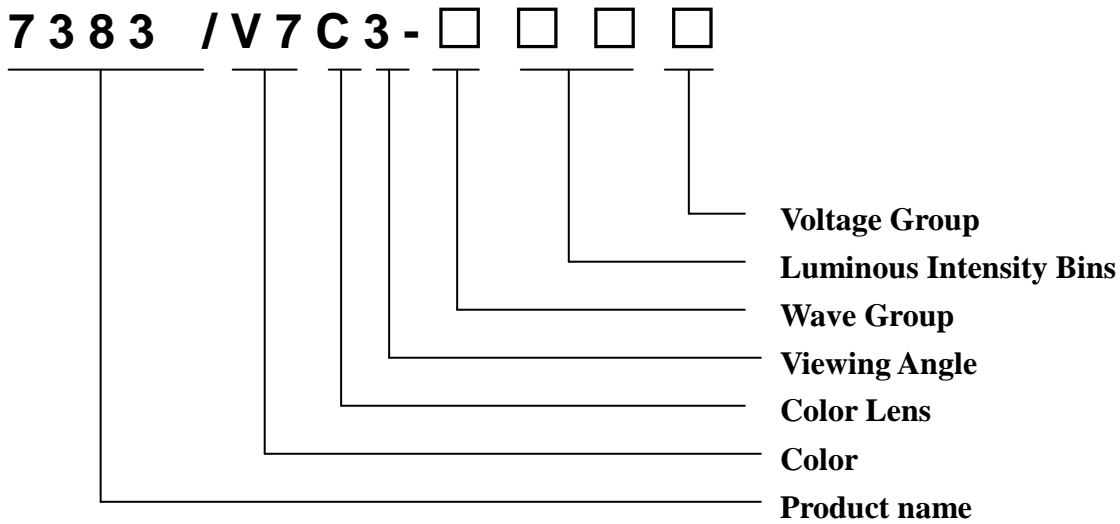 7383 /V7C3-□□□□
Voltage Group
Luminous Intensity Bins
Wave Group
Viewing Angle
Color Lens
Color
Product name